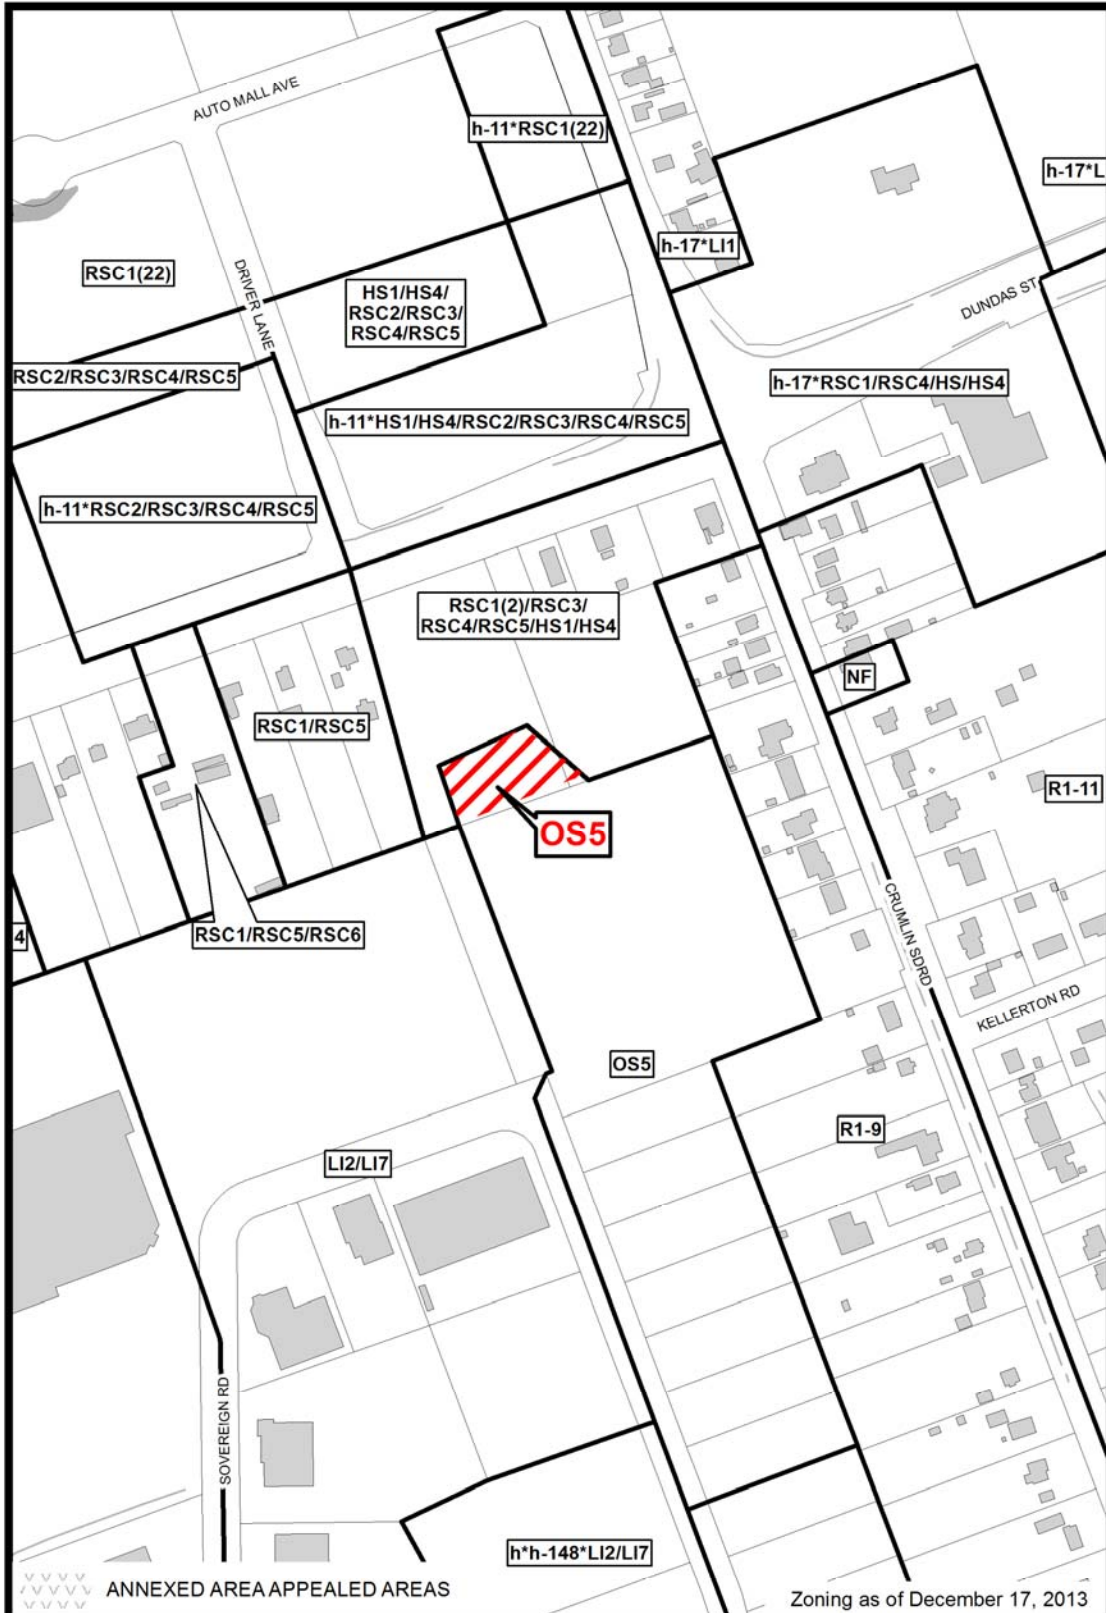 AUTO MALL AVE
h-11*RSC1(22)
h-17*L
h-17*LI1
RSC1(22)
DRIVER LANE
HS1/HS4/
RSC2/RSC3/
RSC4/RSC5
DUNDAS ST
RSC2/RSC3/RSC4/RSC5
h-17*RSC1/RSC4/HS/HS4
h-11*HS1/HS4/RSC2/RSC3/RSC4/RSC5
h-11*RSC2/RSC3/RSC4/RSC5
RSC1(2)/RSC3/
RSC4/RSC5/HS1/HS4
NF
RSC1/RSC5
R1-11
OS5
CRUMLIN SDRD
4
RSC1/RSC5/RSC6
KELLERTON RD
OS5
R1-9
LI2/LI7
SOVEREIGN RD
h*h-148*LI2/LI7
ANNEXED AREA APPEALED AREAS
Zoning as of December 17, 2013